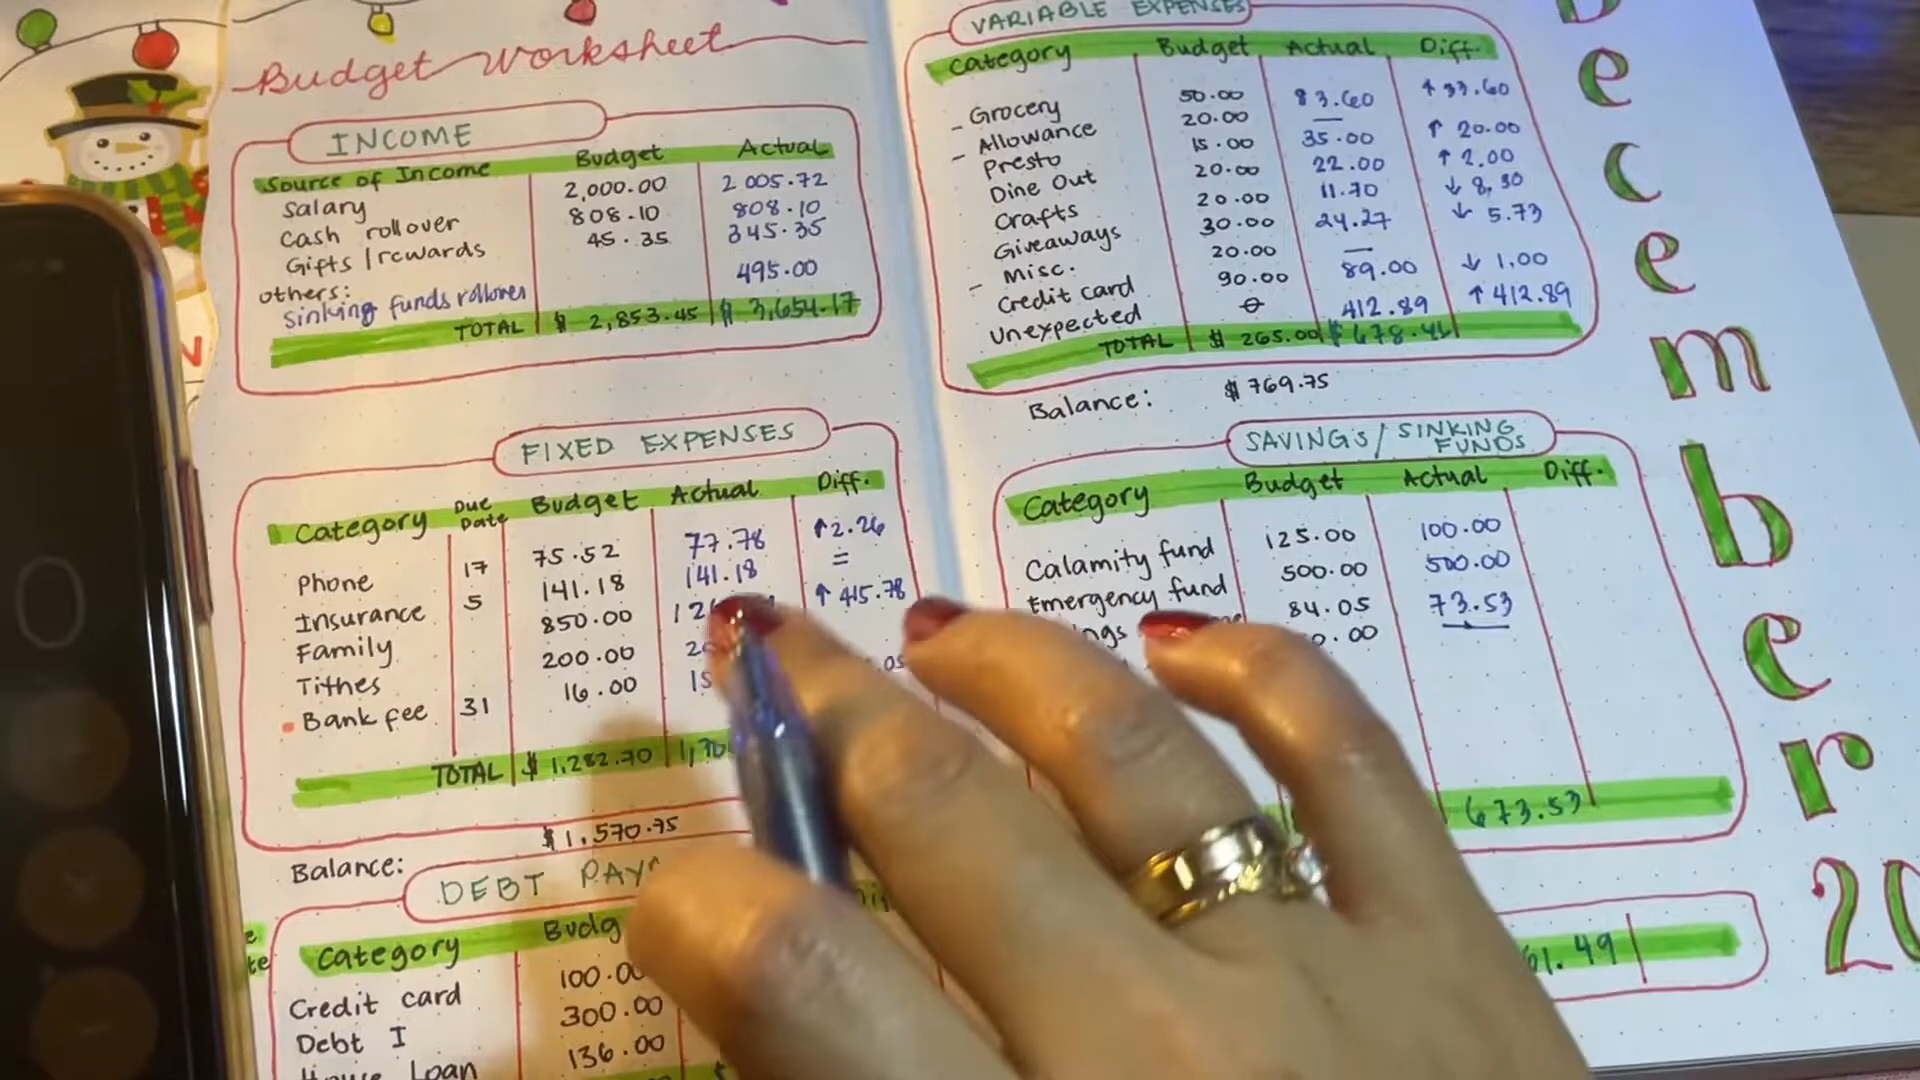 Budget Worksheet
INCOME
Source of Income Budget Actual
Salary 2,000.00 2 005.72
Cash rollover 808.10 808.10
Gifts / rewards 45.35 345.35
others:
sinking funds rollover 495.00
TOTAL $ 2,853.45 $ 3,654.17
FIXED EXPENSES
Category Due Date Budget Actual Diff.
Phone 17 75.52 77.78 ↑2.26
Insurance 5 141.18 141.18 =
Family 850.00 ↑ 415.78
Tithes 200.00
Bank fee 31 16.00
TOTAL $ 1,282.70
Balance: $ 1,570.75
DEBT
Category
Credit card
Debt I 300.00
Loan 136.00
VARIABLE EXPENSES
Category Budget Actual Diff.
- Grocery 50.00 83.60 ↑ 33.60
- Allowance 20.00 —
Presto 15.00 35.00 ↑ 20.00
Dine Out 20.00 22.00 ↑ 2.00
Crafts 20.00 11.70 ↓ 8.30
Giveaways 30.00 24.27 ↓ 5.73
- Misc. 20.00 —
Credit card 90.00 89.00 ↓ 1.00
Unexpected 412.89 ↑ 412.89
TOTAL $ 265.00
Balance: $ 769.75
SAVINGS / SINKING FUNDS
Category Budget Actual Diff.
Calamity fund 125.00 100.00
Emergency fund 500.00 500.00
84.05 73.53
673.53
61.49
December
20